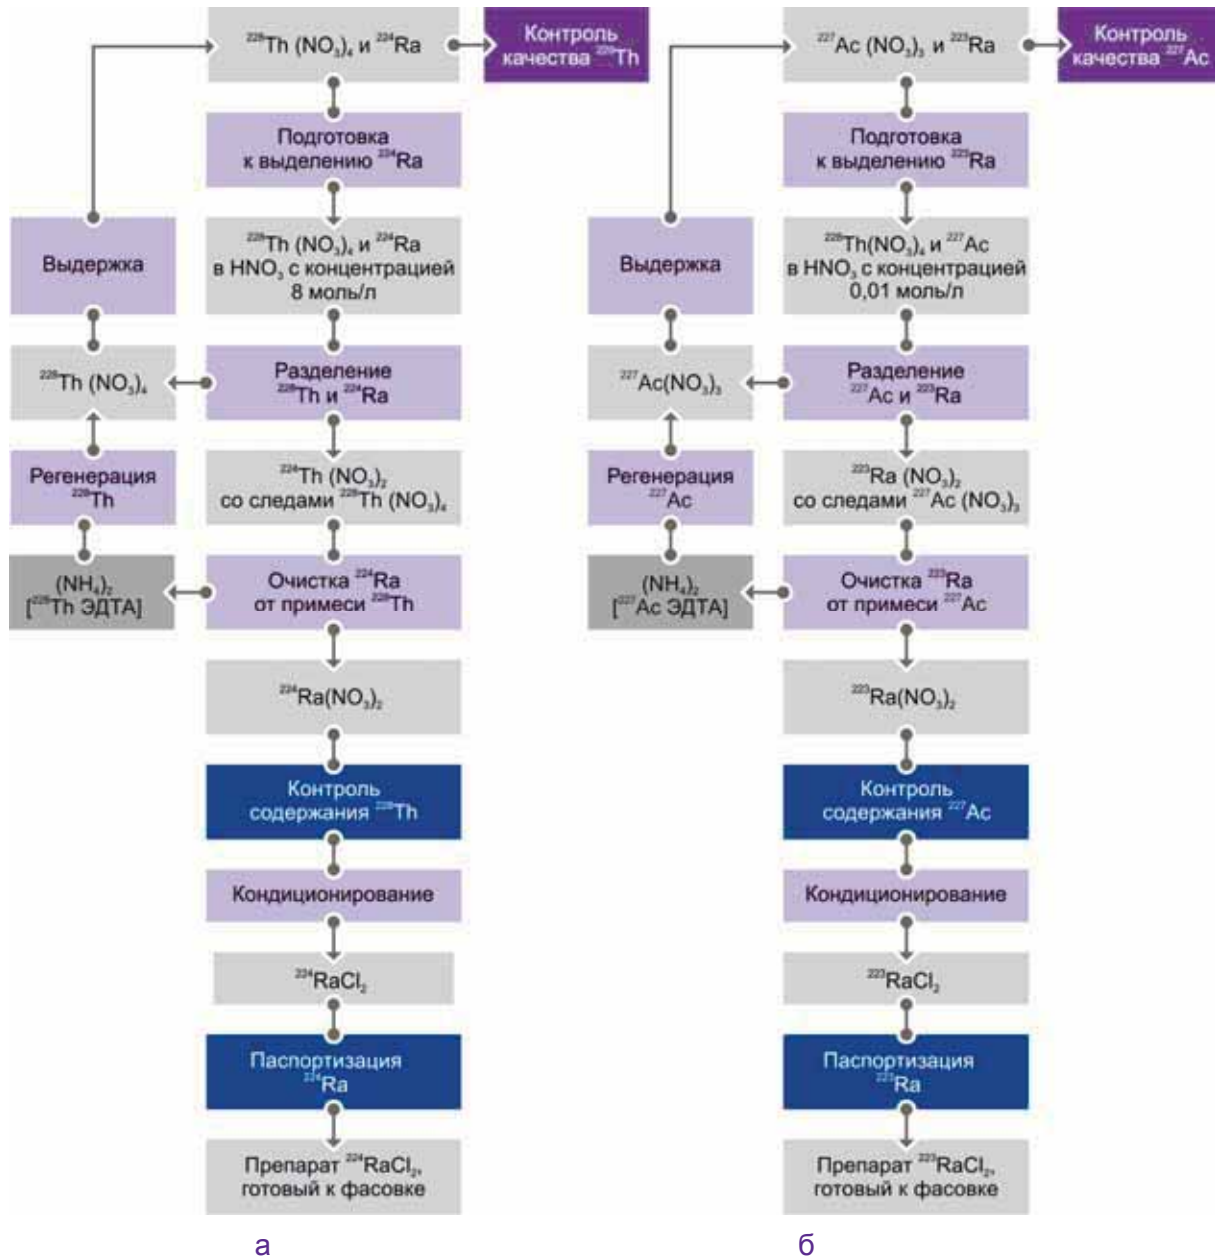 ²²⁸Th (NO₃)₄ и ²²⁴Ra
Контроль
качества ²²⁸Th
Подготовка
к выделению ²²⁴Ra
²²⁸Th (NO₃)₄ и ²²⁴Ra
в HNO₃ с концентрацией
8 моль/л
Выдержка
²²⁸Th (NO₃)₄
Разделение
²²⁸Th и ²²⁴Ra
Регенерация
²²⁸Th
²²⁴Th (NO₃)₂
со следами ²²⁸Th (NO₃)₄
(NH₄)₂
[²²⁸Th ЭДТА]
Очистка ²²⁴Ra
от примеси ²²⁸Th
²²⁴Ra(NO₃)₂
Контроль
содержания ²²⁸Th
Кондиционирование
²²⁴RaCl₂
Паспортизация
²²⁴Ra
Препарат ²²⁴RaCl₂,
готовый к фасовке
а
²²⁷Ac (NO₃)₃ и ²²³Ra
Контроль
качества ²²⁷Ac
Подготовка
к выделению ²²³Ra
²²⁸Th(NO₃)₄ и ²²⁷Ac
в HNO₃ с концентрацией
0,01 моль/л
Выдержка
²²⁷Ac(NO₃)₃
Разделение
²²⁷Ac и ²²³Ra
Регенерация
²²⁷Ac
²²³Ra (NO₃)₂
со следами ²²⁷Ac (NO₃)₃
(NH₄)₂
[²²⁷Ac ЭДТА]
Очистка ²²³Ra
от примеси ²²⁷Ac
²²³Ra(NO₃)₂
Контроль
содержания ²²⁷Ac
Кондиционирование
²²³RaCl₂
Паспортизация
²²³Ra
Препарат ²²³RaCl₂,
готовый к фасовке
б